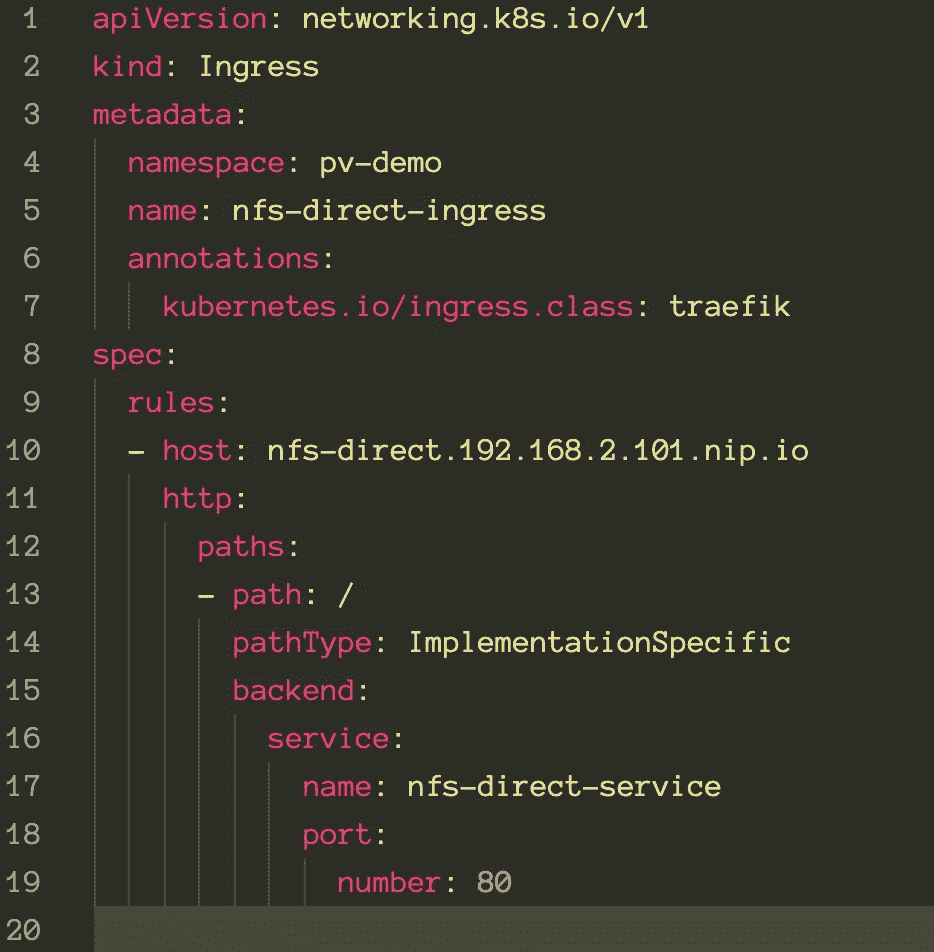 1 apiVersion: networking.k8s.io/v1
2 kind: Ingress
3 metadata:
4   namespace: pv-demo
5   name: nfs-direct-ingress
6   annotations:
7     kubernetes.io/ingress.class: traefik
8 spec:
9   rules:
10   - host: nfs-direct.192.168.2.101.nip.io
11     http:
12       paths:
13       - path: /
14         pathType: ImplementationSpecific
15         backend:
16           service:
17             name: nfs-direct-service
18             port:
19               number: 80
20